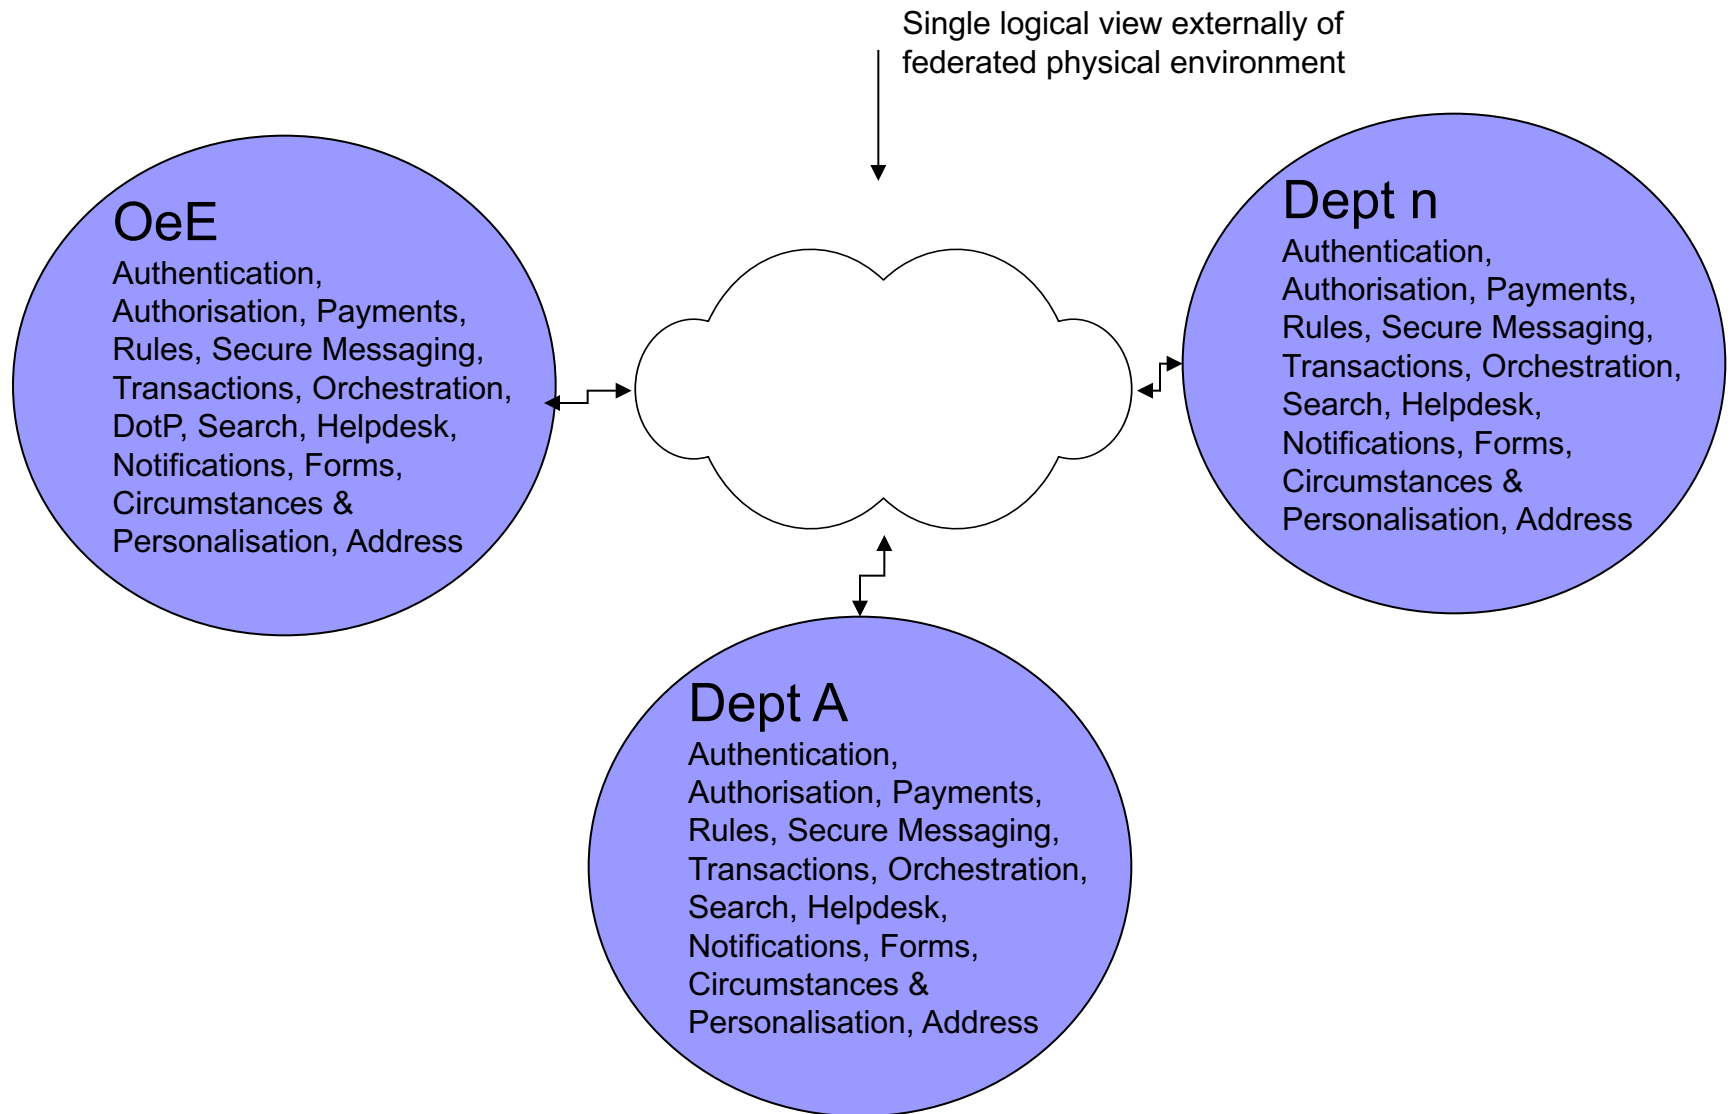 Single logical view externally of
federated physical environment
OeE
Authentication,
Authorisation, Payments,
Rules, Secure Messaging,
Transactions, Orchestration,
DotP, Search, Helpdesk,
Notifications, Forms,
Circumstances &
Personalisation, Address
Dept n
Authentication,
Authorisation, Payments,
Rules, Secure Messaging,
Transactions, Orchestration,
Search, Helpdesk,
Notifications, Forms,
Circumstances &
Personalisation, Address
Dept A
Authentication,
Authorisation, Payments,
Rules, Secure Messaging,
Transactions, Orchestration,
Search, Helpdesk,
Notifications, Forms,
Circumstances &
Personalisation, Address